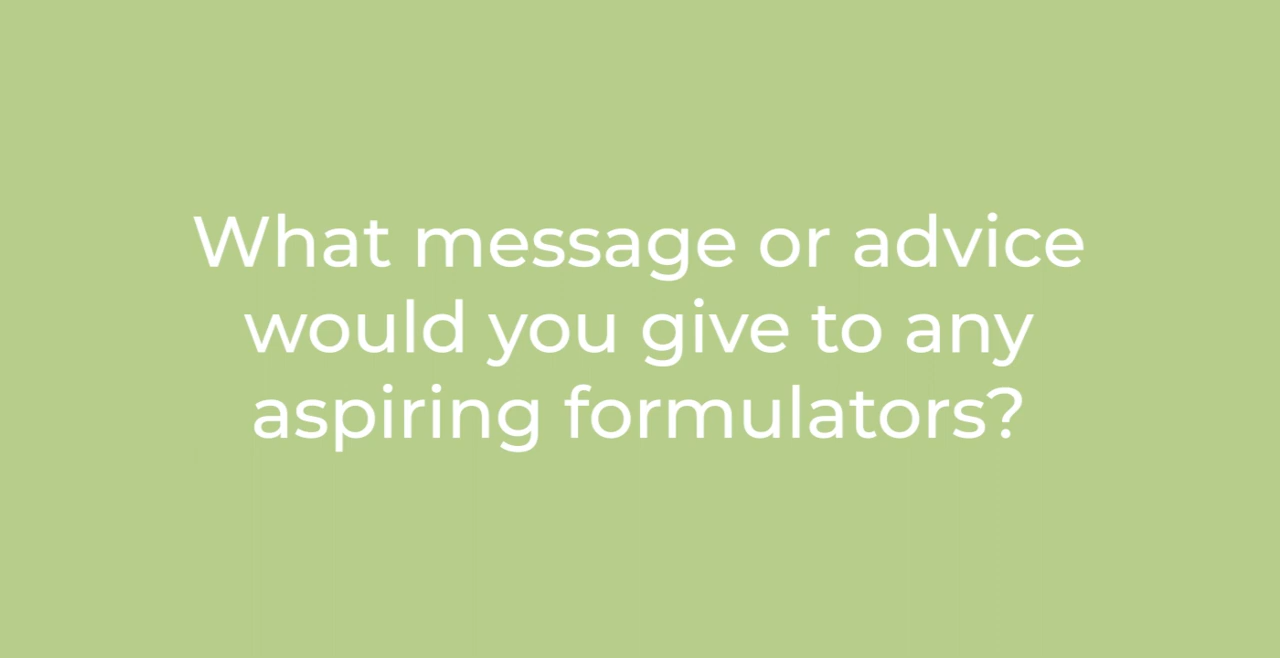 What message or advice
would you give to any
aspiring formulators?